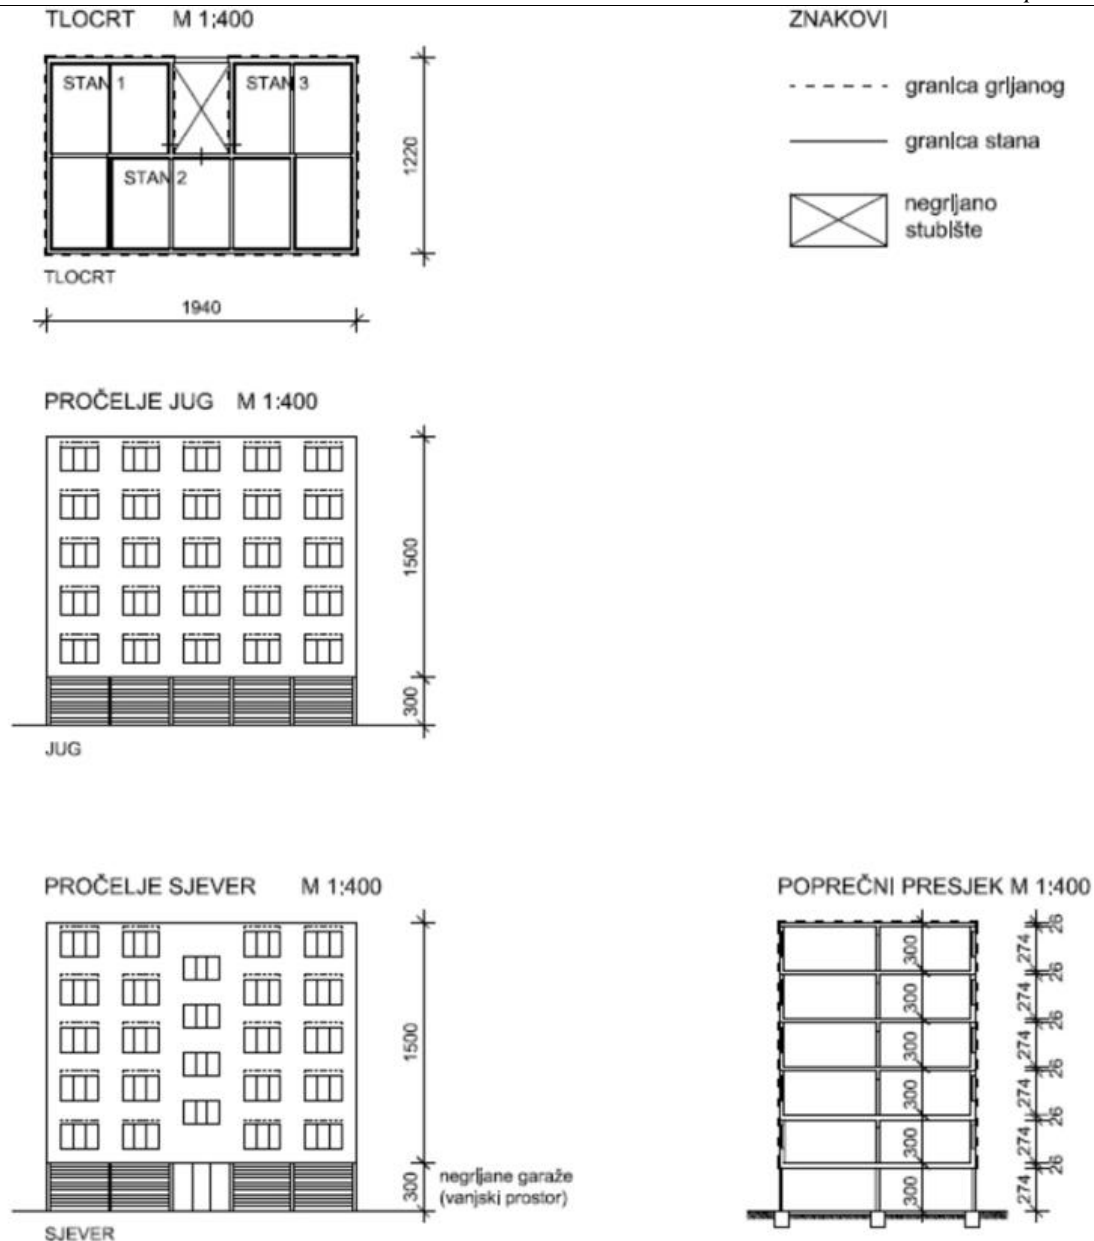 TLOCRT M 1:400
ZNAKOVI
STAN 1
STAN 3
STAN 2
1220
TLOCRT
1940
granica grijanog
granica stana
negrijano
stubište
PROČELJE JUG M 1:400
1500
300
JUG
PROČELJE SJEVER M 1:400
1500
300
negrijane garaže
(vanjski prostor)
SJEVER
POPREČNI PRESJEK M 1:400
300
300
300
300
300
300
26
274
26
274
26
274
26
274
26
274
26
274